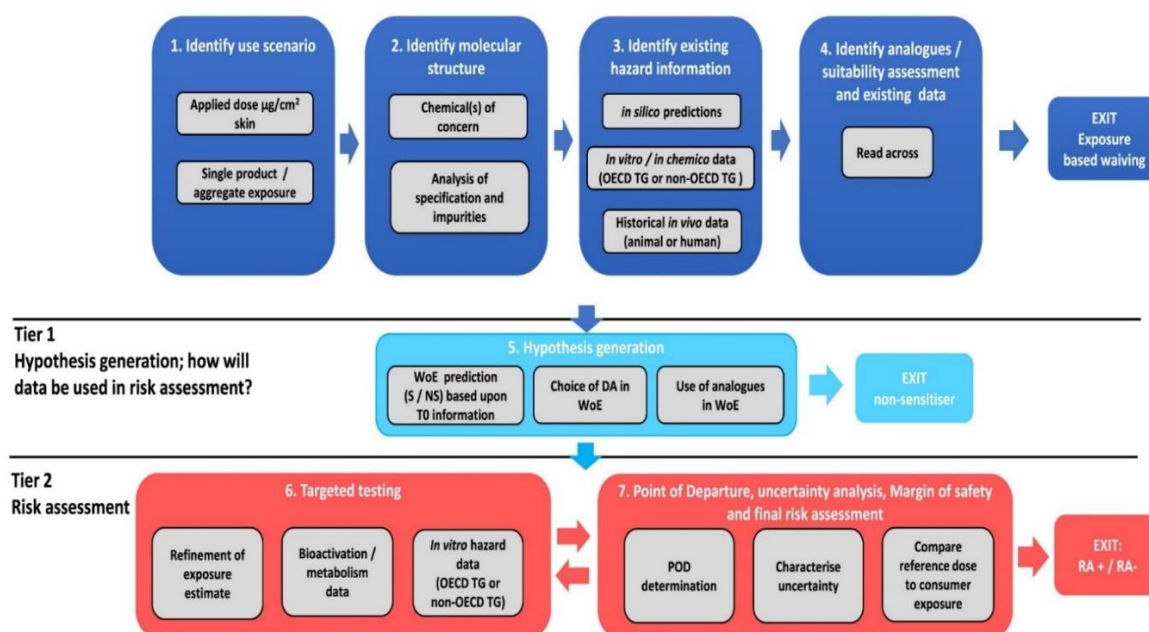 1. Identify use scenario
Applied dose µg/cm² 
skin
Single product /
aggregate exposure
2. Identify molecular
structure
Chemical(s) of
concern
Analysis of
specification and
impurities
3. Identify existing
hazard information
in silico predictions
In vitro / in chemico data
(OECD TG or non-OECD TG )
Historical in vivo data
(animal or human)
4. Identify analogues /
suitability assessment
and existing data
Read across
EXIT
Exposure
based waiving
Tier 1
Hypothesis generation; how will
data be used in risk assessment?
5. Hypothesis generation
WoE prediction
(S / NS) based upon
T0 information
Choice of DA in
WoE
Use of analogues
in WoE
EXIT
non-sensitiser
Tier 2
Risk assessment
6. Targeted testing
Refinement of
exposure
estimate
Bioactivation /
metabolism
data
In vitro hazard
data
(OECD TG or
non-OECD TG)
7. Point of Departure, uncertainty analysis, Margin of safety
and final risk assessment
POD
determination
Characterise
uncertainty
Compare
reference dose
to consumer
exposure
EXIT:
RA + / RA-